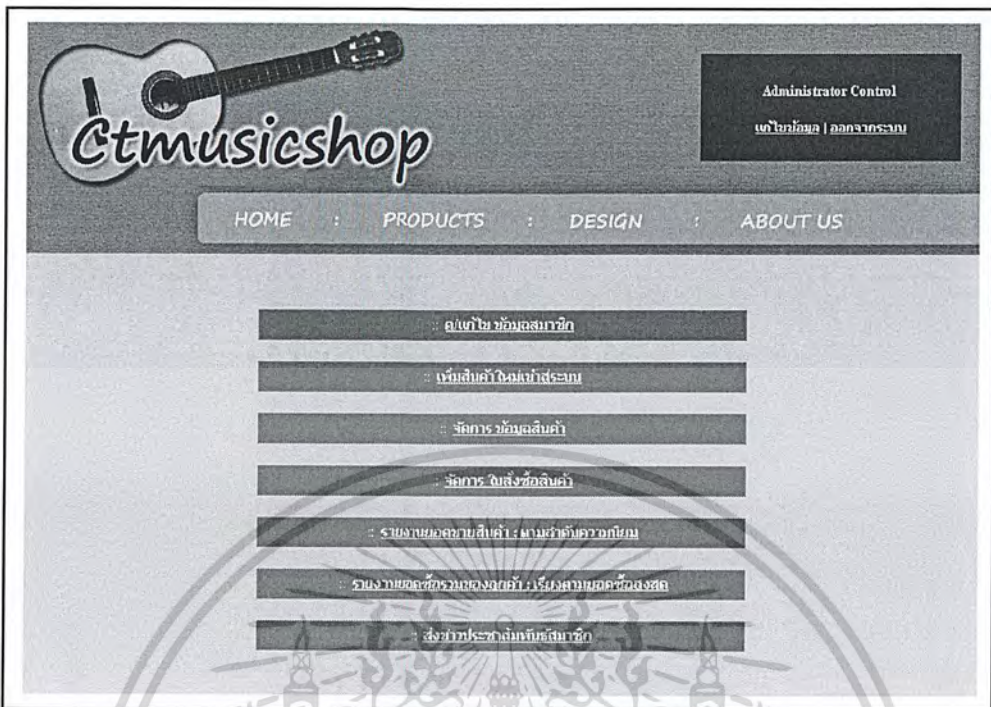 Ctmusicshop
Administrator Control
แก้ไขข้อมูล | ออกจากระบบ
HOME : PRODUCTS : DESIGN : ABOUT US
:: ดู/แก้ไข ข้อมูลสมาชิก
:: เพิ่มสินค้าใหม่เข้าสู่ระบบ
:: จัดการ ข้อมูลสินค้า
:: จัดการ ใบสั่งซื้อสินค้า
:: รายงานยอดขายสินค้า : ตามลำดับความนิยม
:: รายงานยอดซื้อรวมของลูกค้า : เรียงตามยอดซื้อสูงสุด
:: ส่งข่าวประชาสัมพันธ์สมาชิก